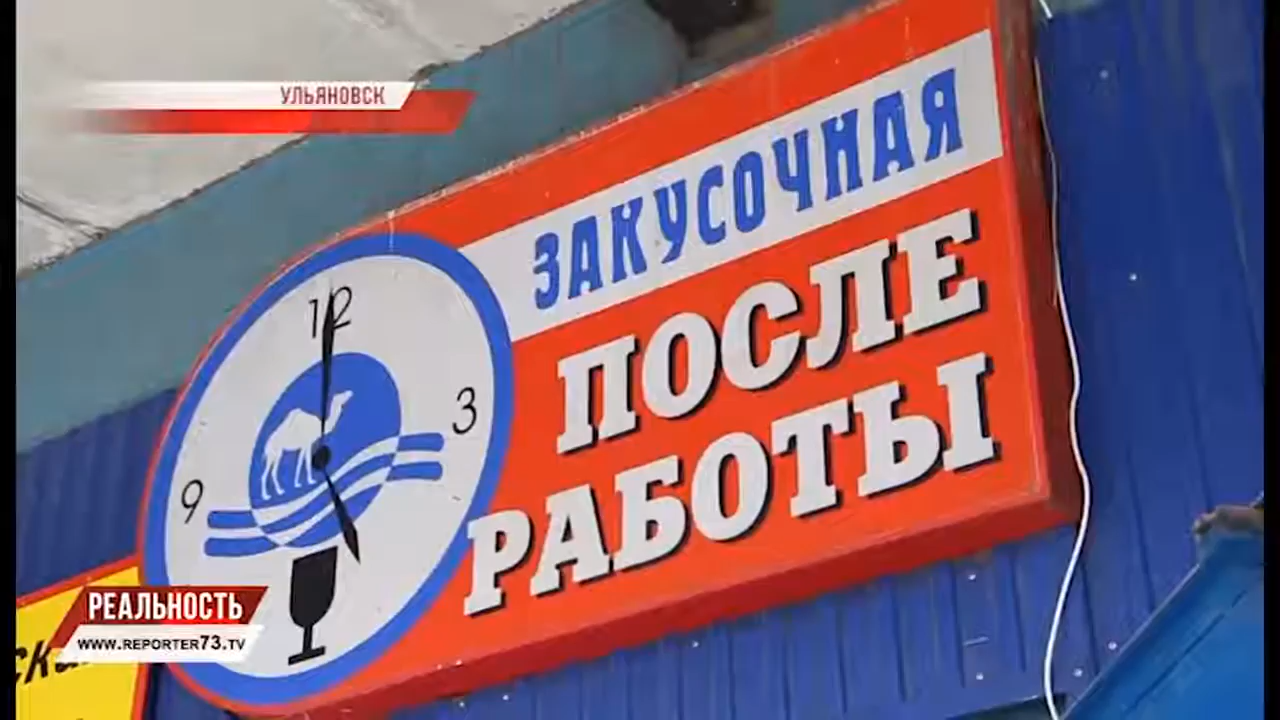 УЛЬЯНОВСК
ЗАКУСОЧНАЯ
ПОСЛЕ
РАБОТЫ
12
3
9
РЕАЛЬНОСТЬ
WWW.REPORTER73.TV